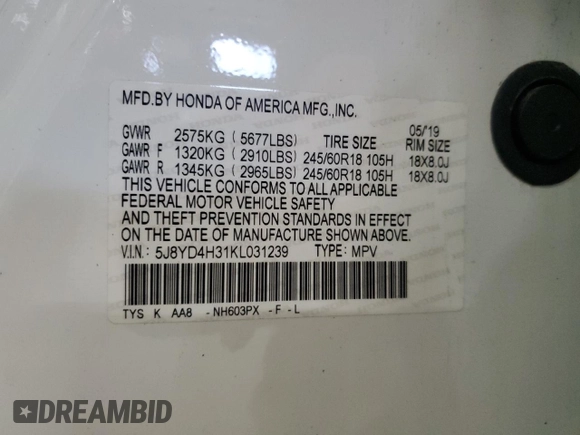 MFD.BY HONDA OF AMERICA MFG.,INC.
05/'19
GVWR 2575KG ( 5677LBS) TIRE SIZE RIM SIZE
GAWR F 1320KG ( 2910LBS) 245/60R18 105H 18X8.0J
GAWR R 1345KG ( 2965LBS) 245/60R18 105H 18X8.0J
THIS VEHICLE CONFORMS TO ALL APPLICABLE
FEDERAL MOTOR VEHICLE SAFETY
AND THEFT PREVENTION STANDARDS IN EFFECT
ON THE DATE OF MANUFACTURE SHOWN ABOVE.
V.I.N.: 5J8YD4H31KL031239 TYPE: MPV
TYS K AA8 -NH603PX -F -L
DREAMBID